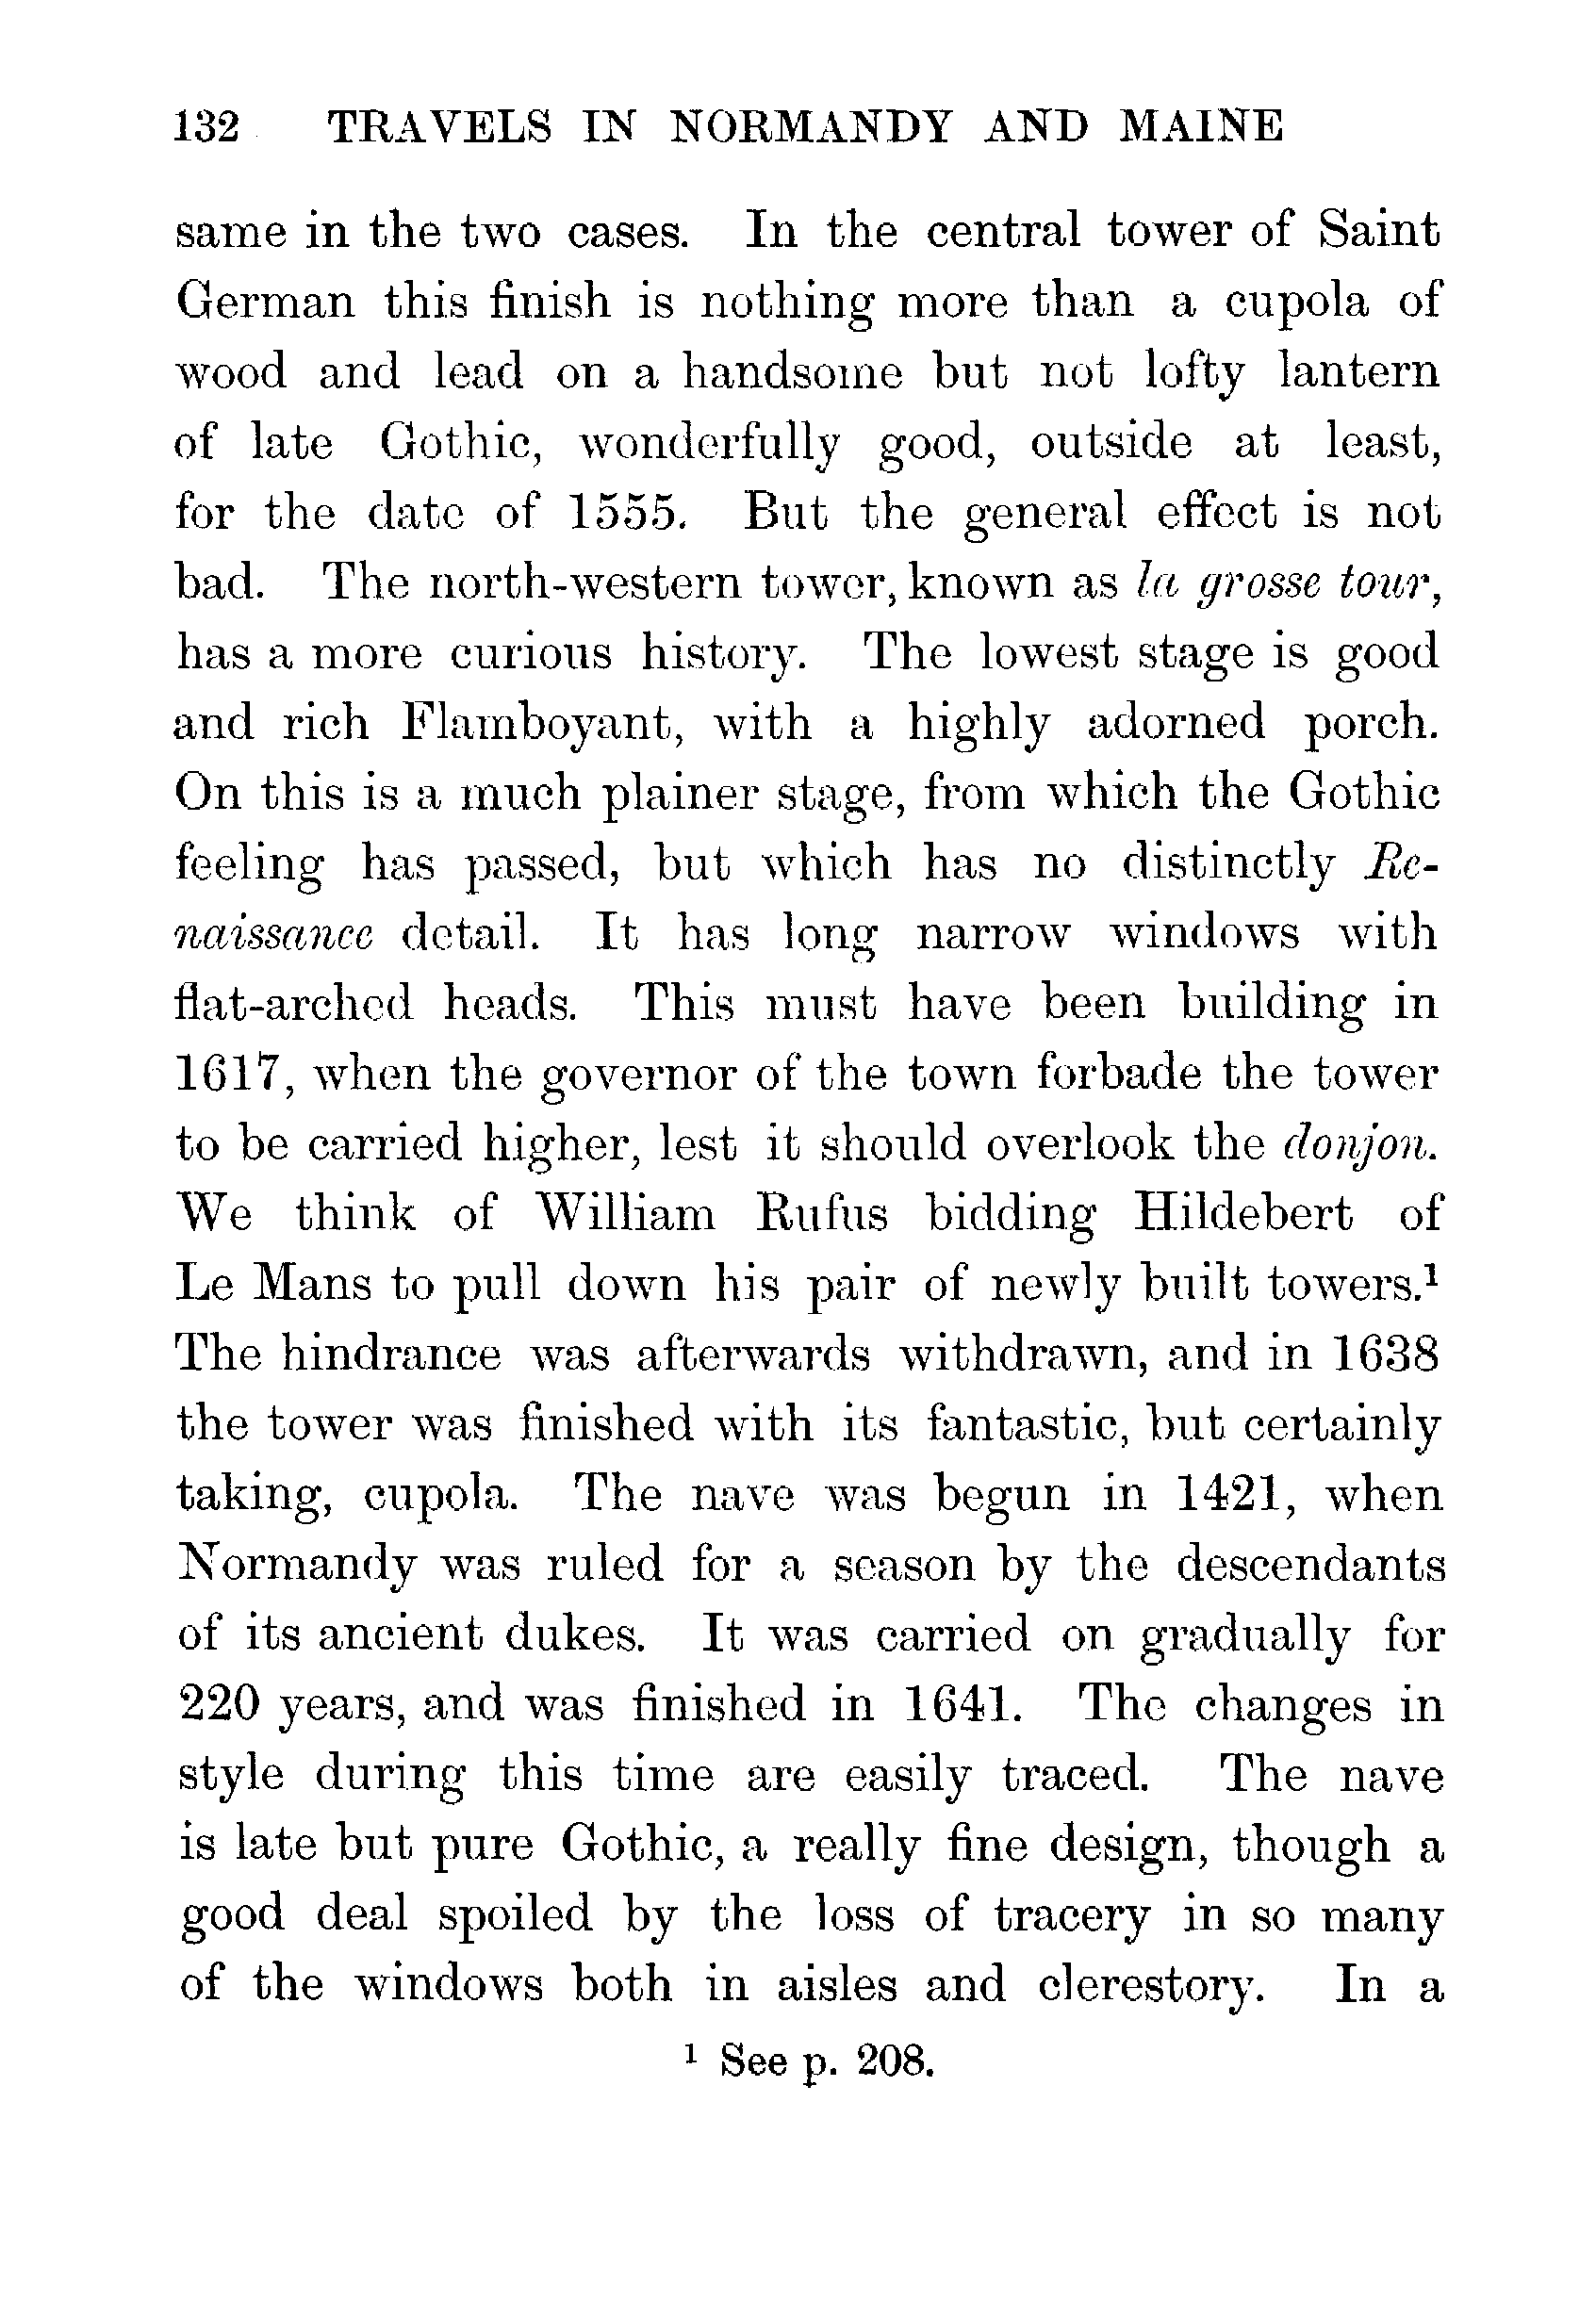 132 TRAVELS IN NORMANDY AND MAINE
same in the two cases. In the central tower of Saint
German this finish is nothing more than a cupola of
wood and lead on a handsome but not lofty lantern
of late Gothic, wonderfully good, outside at least,
for the date of 1555. But the general effect is not
bad. The north-western tower, known as la grosse tour,
has a more curious history. The lowest stage is good
and rich Flamboyant, with a highly adorned porch.
On this is a much plainer stage, from which the Gothic
feeling has passed, but which has no distinctly Re-
naissance detail. It has long narrow windows with
flat-arched heads. This must have been building in
1617, when the governor of the town forbade the tower
to be carried higher, lest it should overlook the donjon.
We think of William Rufus bidding Hildebert of
Le Mans to pull down his pair of newly built towers.¹
The hindrance was afterwards withdrawn, and in 1638
the tower was finished with its fantastic, but certainly
taking, cupola. The nave was begun in 1421, when
Normandy was ruled for a season by the descendants
of its ancient dukes. It was carried on gradually for
220 years, and was finished in 1641. The changes in
style during this time are easily traced. The nave
is late but pure Gothic, a really fine design, though a
good deal spoiled by the loss of tracery in so many
of the windows both in aisles and clerestory. In a
¹ See p. 208.